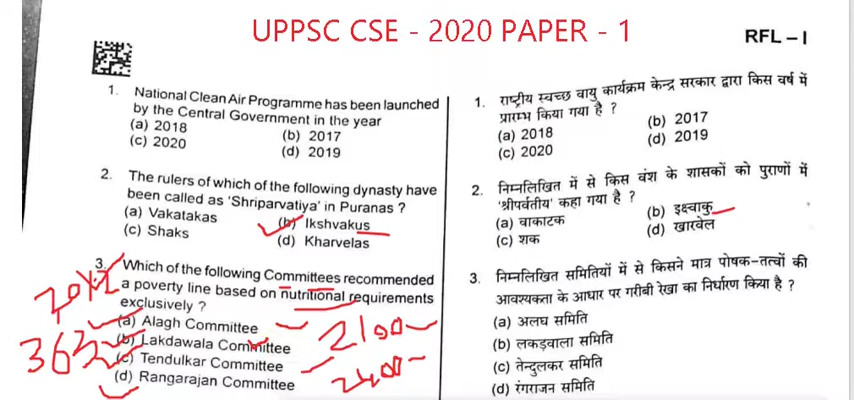 UPPSC CSE - 2020 PAPER - 1
RFL – I
1. National Clean Air Programme has been launched
by the Central Government in the year
(a) 2018 (b) 2017
(c) 2020 (d) 2019
2. The rulers of which of the following dynasty have
been called as 'Shriparvatiya' in Puranas ?
(a) Vakatakas (b) Ikshvakus
(c) Shaks (d) Kharvelas
3. Which of the following Committees recommended
a poverty line based on nutritional requirements
exclusively ?
(a) Alagh Committee
(b) Lakdawala Committee
(c) Tendulkar Committee
(d) Rangarajan Committee
2100
2400
1. राष्ट्रीय स्वच्छ वायु कार्यक्रम केन्द्र सरकार द्वारा किस वर्ष में
प्रारम्भ किया गया है ?
(a) 2018 (b) 2017
(c) 2020 (d) 2019
2. निम्नलिखित में से किस वंश के शासकों को पुराणों में
'श्रीपर्वतीय' कहा गया है ?
(a) वाकाटक (b) इक्ष्वाकु
(c) शक (d) खारवेल
3. निम्नलिखित समितियों में से किसने मात्र पोषक-तत्वों की
आवश्यकता के आधार पर गरीबी रेखा का निर्धारण किया है ?
(a) अलघ समिति
(b) लकड़वाला समिति
(c) तेन्दुलकर समिति
(d) रंगराजन समिति